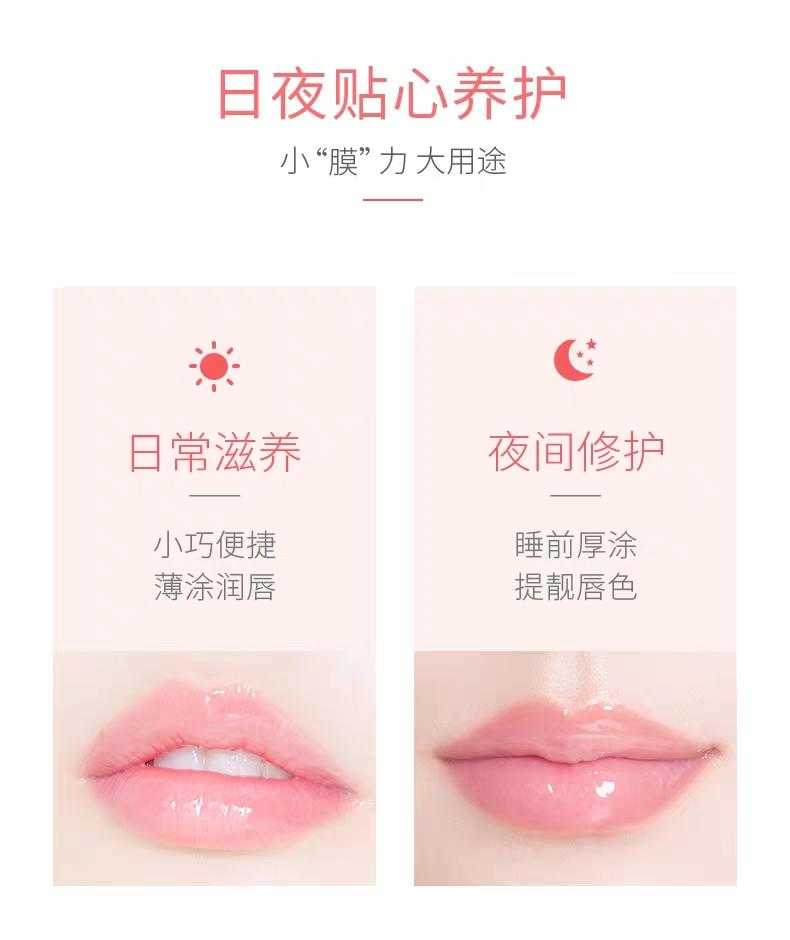 日夜贴心养护
小“膜”力 大用途
日常滋养
小巧便捷
薄涂润唇
夜间修护
睡前厚涂
提靓唇色